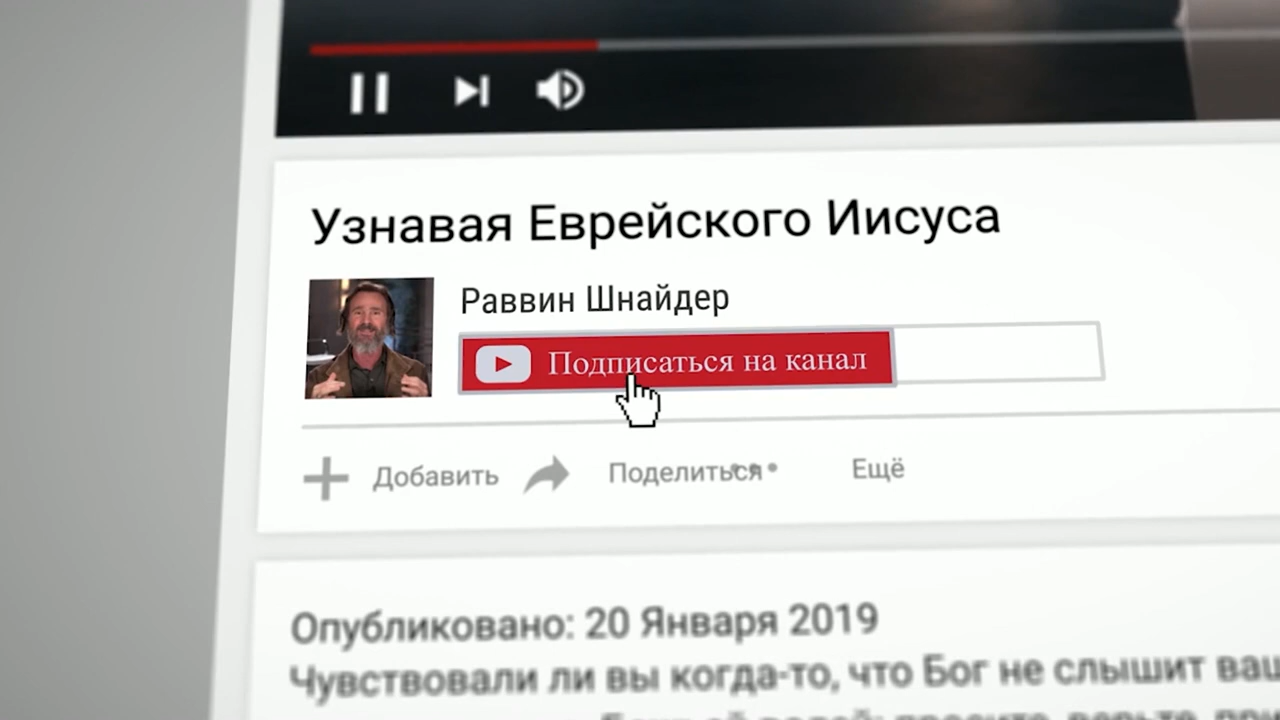 Узнавая Еврейского Иисуса
Раввин Шнайдер
Подписаться на канал
Добавить Поделиться Ещё
Опубликовано: 20 Января 2019
Чувствовали ли вы когда-то, что Бог не слышит ваш